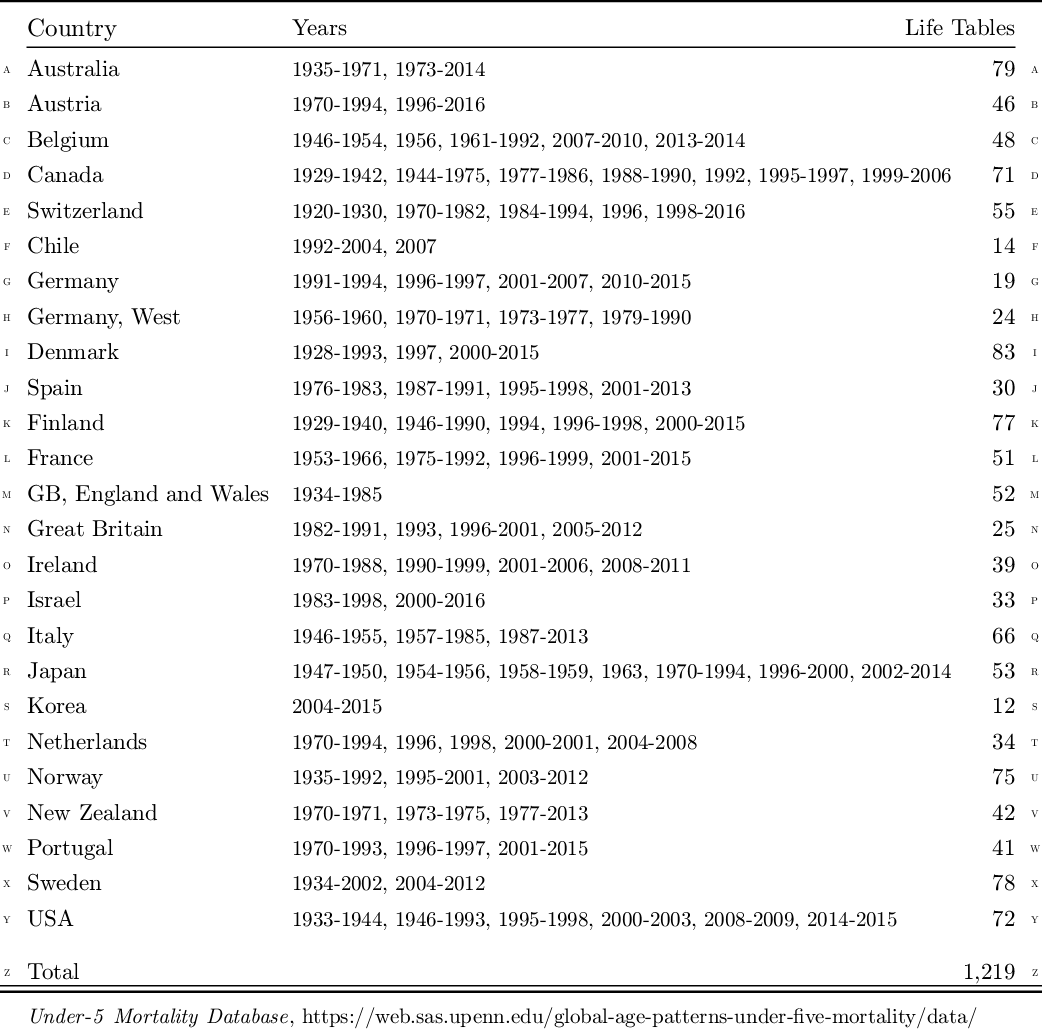 Country Years Life Tables
A Australia 1935-1971, 1973-2014 79 A
B Austria 1970-1994, 1996-2016 46 B
C Belgium 1946-1954, 1956, 1961-1992, 2007-2010, 2013-2014 48 C
D Canada 1929-1942, 1944-1975, 1977-1986, 1988-1990, 1992, 1995-1997, 1999-2006 71 D
E Switzerland 1920-1930, 1970-1982, 1984-1994, 1996, 1998-2016 55 E
F Chile 1992-2004, 2007 14 F
G Germany 1991-1994, 1996-1997, 2001-2007, 2010-2015 19 G
H Germany, West 1956-1960, 1970-1971, 1973-1977, 1979-1990 24 H
I Denmark 1928-1993, 1997, 2000-2015 83 I
J Spain 1976-1983, 1987-1991, 1995-1998, 2001-2013 30 J
K Finland 1929-1940, 1946-1990, 1994, 1996-1998, 2000-2015 77 K
L France 1953-1966, 1975-1992, 1996-1999, 2001-2015 51 L
M GB, England and Wales 1934-1985 52 M
N Great Britain 1982-1991, 1993, 1996-2001, 2005-2012 25 N
O Ireland 1970-1988, 1990-1999, 2001-2006, 2008-2011 39 O
P Israel 1983-1998, 2000-2016 33 P
Q Italy 1946-1955, 1957-1985, 1987-2013 66 Q
R Japan 1947-1950, 1954-1956, 1958-1959, 1963, 1970-1994, 1996-2000, 2002-2014 53 R
S Korea 2004-2015 12 S
T Netherlands 1970-1994, 1996, 1998, 2000-2001, 2004-2008 34 T
U Norway 1935-1992, 1995-2001, 2003-2012 75 U
V New Zealand 1970-1971, 1973-1975, 1977-2013 42 V
W Portugal 1970-1993, 1996-1997, 2001-2015 41 W
X Sweden 1934-2002, 2004-2012 78 X
Y USA 1933-1944, 1946-1993, 1995-1998, 2000-2003, 2008-2009, 2014-2015 72 Y
Z Total 1,219 Z
Under-5 Mortality Database, https://web.sas.upenn.edu/global-age-patterns-under-five-mortality/data/